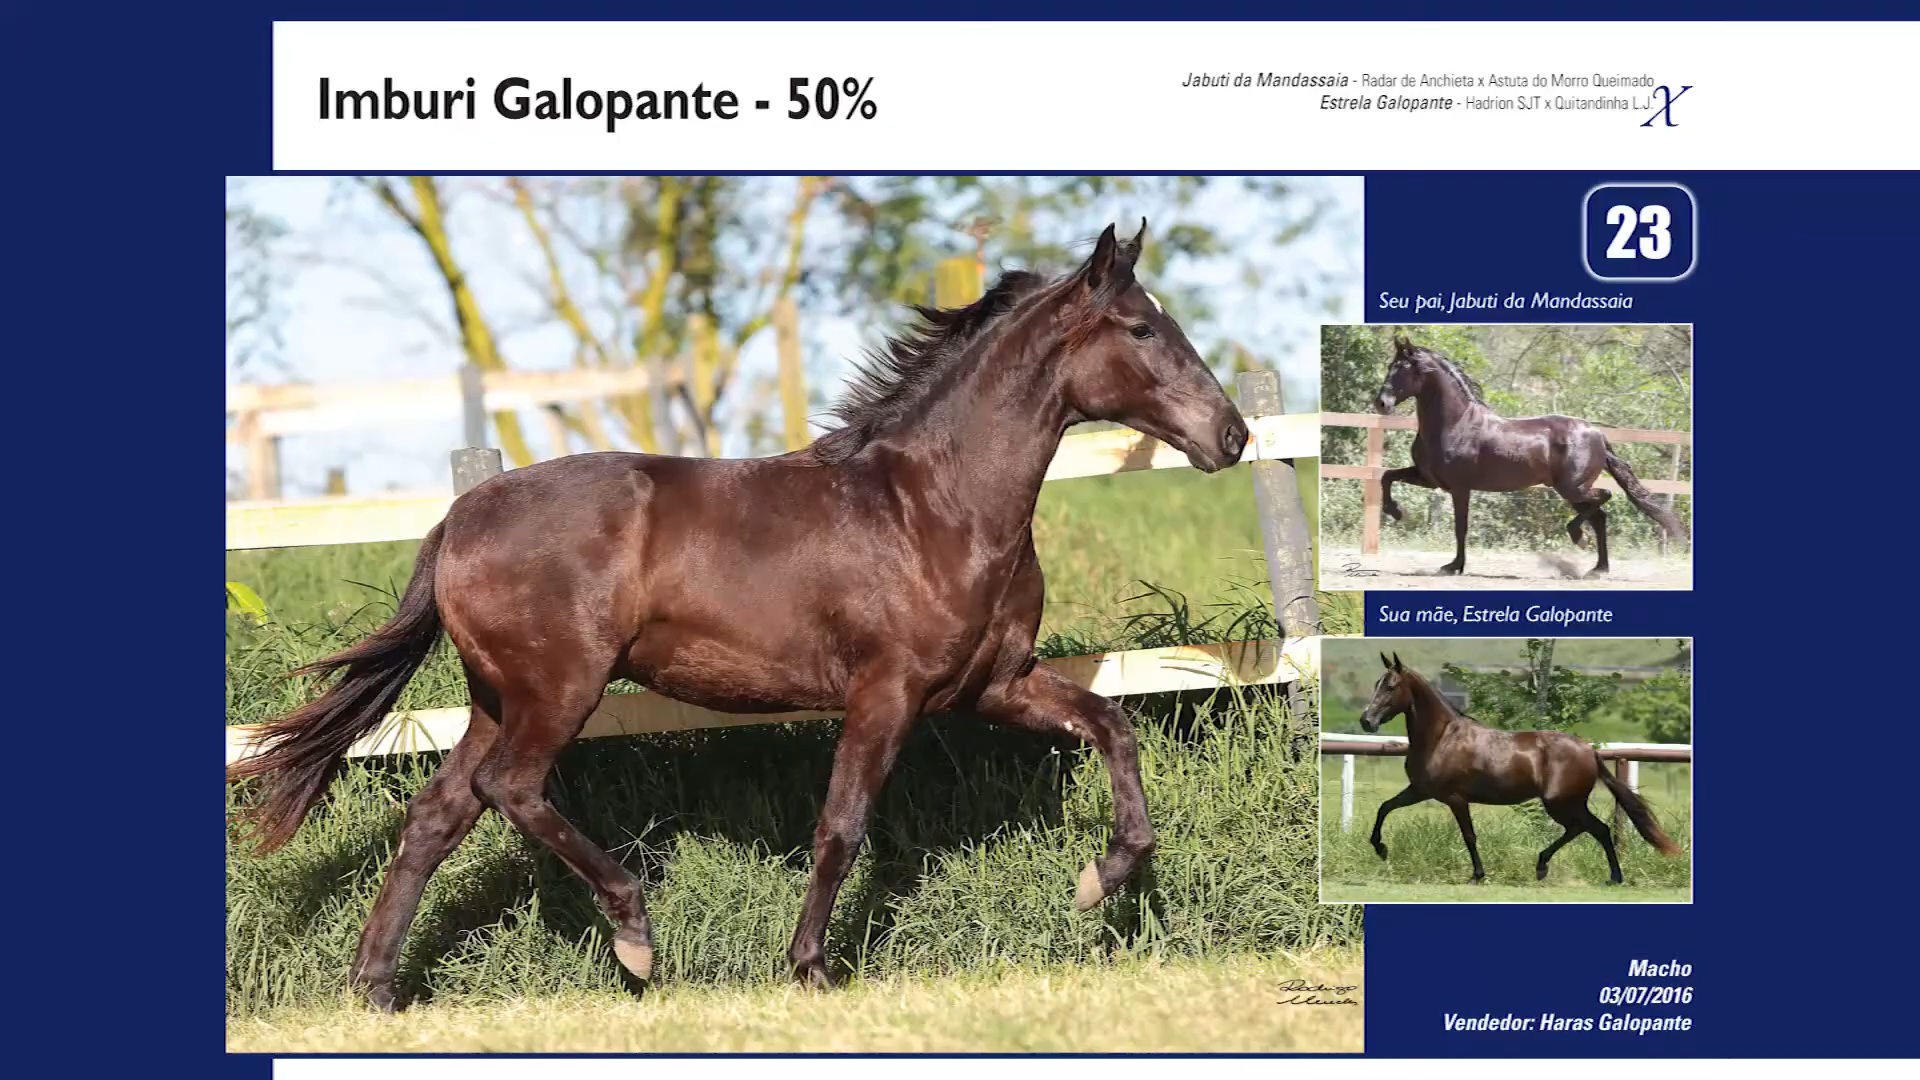 Imburi Galopante - 50%
Jabuti da Mandassaia - Radar de Anchieta x Astuta do Morro Queimado
Estrela Galopante - Hadrion SJT x Quitandinha L.J.
X
23
Seu pai, Jabuti da Mandassaia
Sua mãe, Estrela Galopante
Rodrigo
Macho
03/07/2016
Vendedor: Haras Galopante